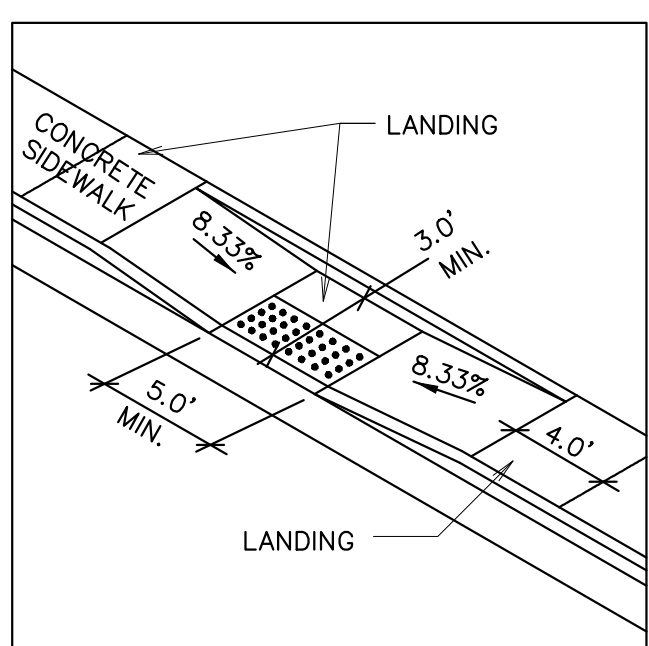 LANDING
CONCRETE
SIDEWALK
8.33%
3.0'
MIN.
8.33%
5.0'
MIN.
4.0'
LANDING